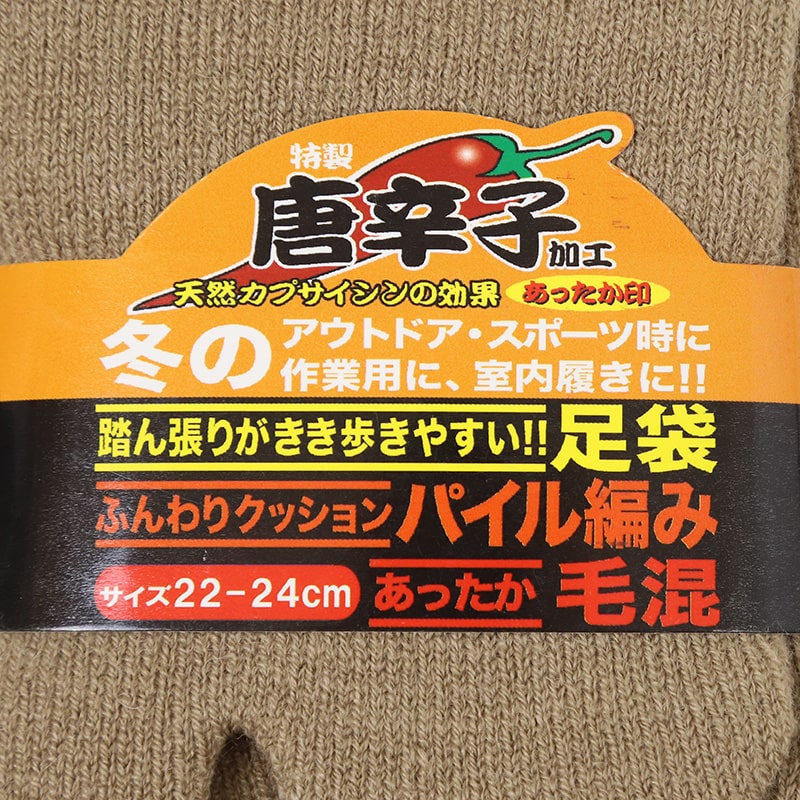 特製
唐辛子加工
天然カプサイシンの効果 あったか印
冬の
アウトドア・スポーツ時に
作業用に、室内履きに!!
踏ん張りがきき歩きやすい!! 足袋
ふんわりクッション パイル編み
サイズ22-24cm あったか 毛混